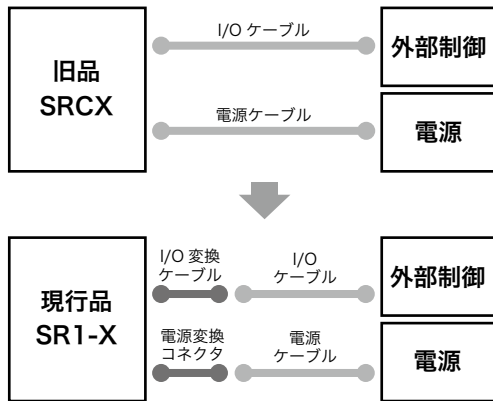 I/O ケーブル
外部制御
旧品
SRCX
電源ケーブル
電源
I/O 変換
ケーブル
I/O
ケーブル
外部制御
現行品
SR1-X
電源変換
コネクタ
電源
ケーブル
電源